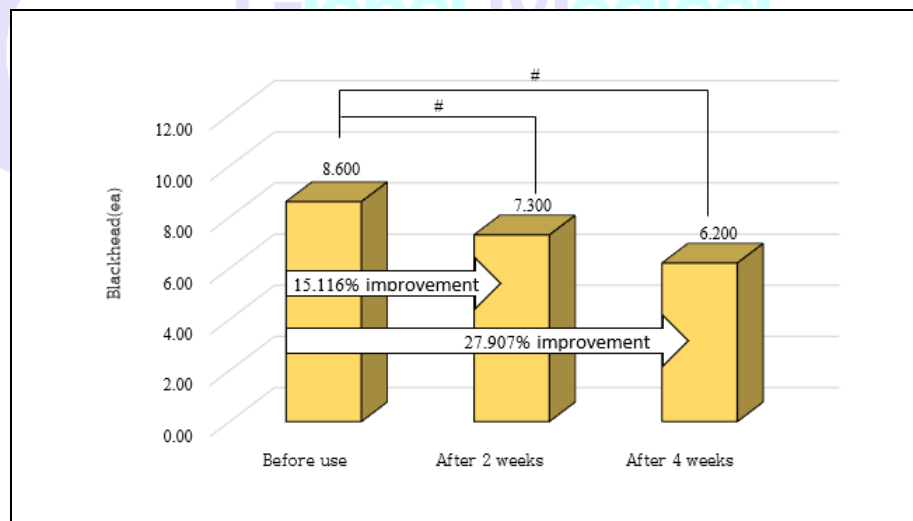 #
#
12.00
10.00
8.00
6.00
4.00
2.00
0.00
Blackhead(ea)
8.600
7.300
6.200
15.116% improvement
27.907% improvement
Before use
After 2 weeks
After 4 weeks